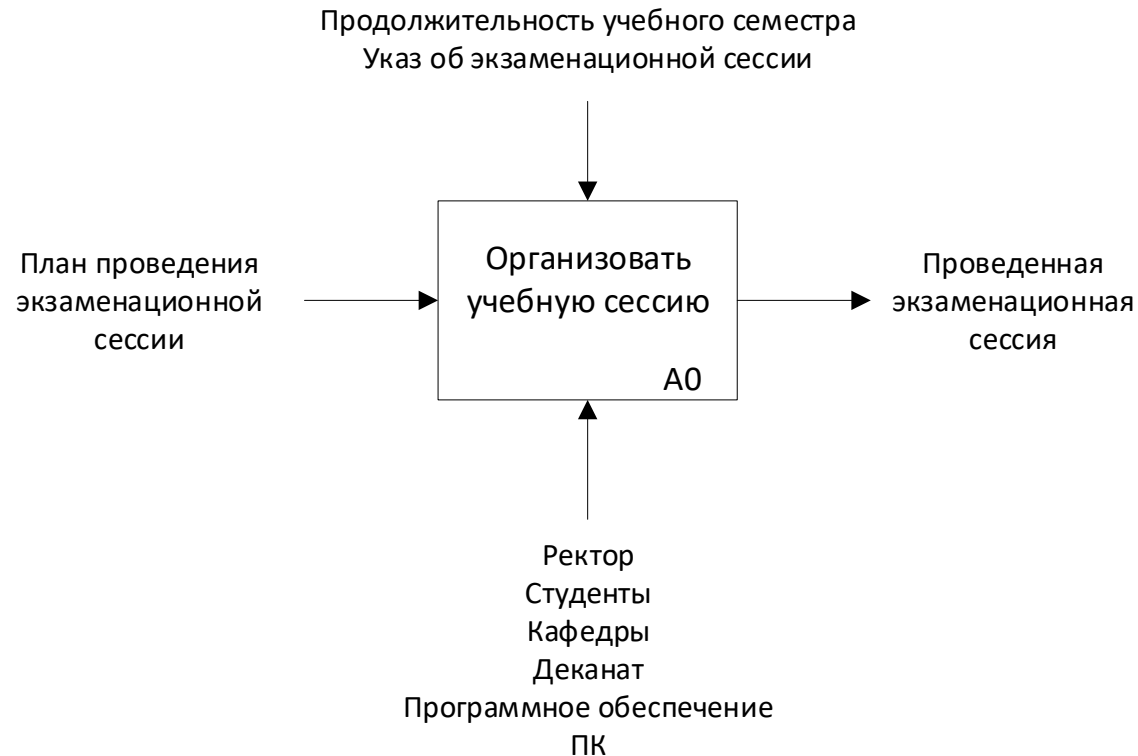 Продолжительность учебного семестра
Указ об экзаменационной сессии
План проведения
экзаменационной
сессии
Организовать
учебную сессию
А0
Проведенная
экзаменационная
сессия
Ректор
Студенты
Кафедры
Деканат
Программное обеспечение
ПК